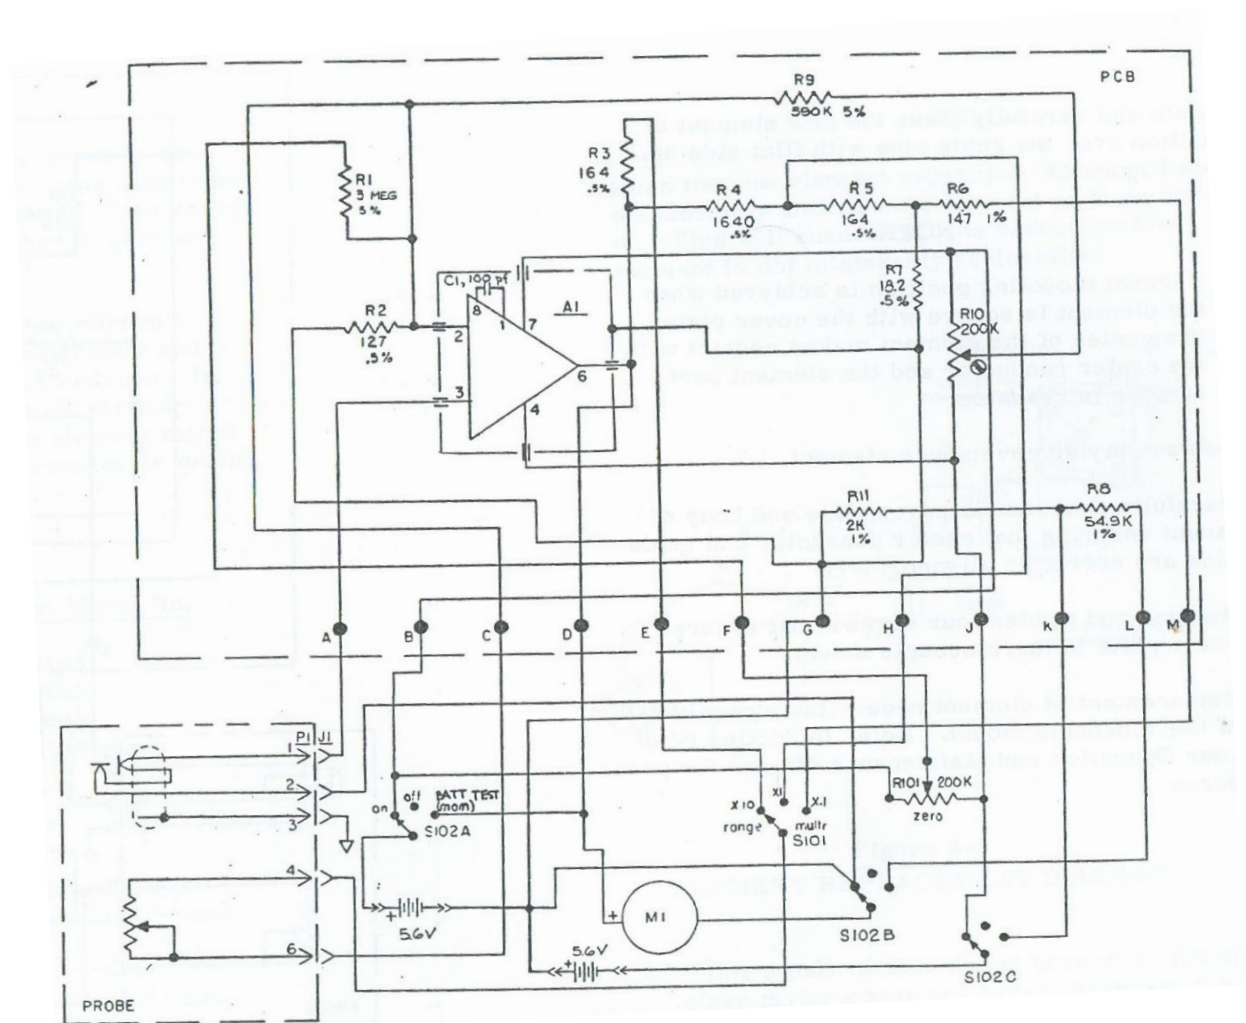 PCB
R9
590K 5%
R3
164
.5%
R1
3 MEG
5%
R4
1640
.5%
R5
164
.5%
R6
147 1%
R7
18.2
.5%
R10
200K
C1, 100 pf
A1
8
1
7
2
3
6
4
R2
127
.5%
R11
2K
1%
R8
54.9K
1%
A
B
C
D
E
F
G
H
J
K
L
M
P1 J1
1
2
3
4
6
on
off
BATT. TEST
(mom)
S102A
X10
X1
X.1
range
multr
S101
R101
200K
zero
+
5.6V
+
5.6V
+
M1
S102B
S102C
PROBE